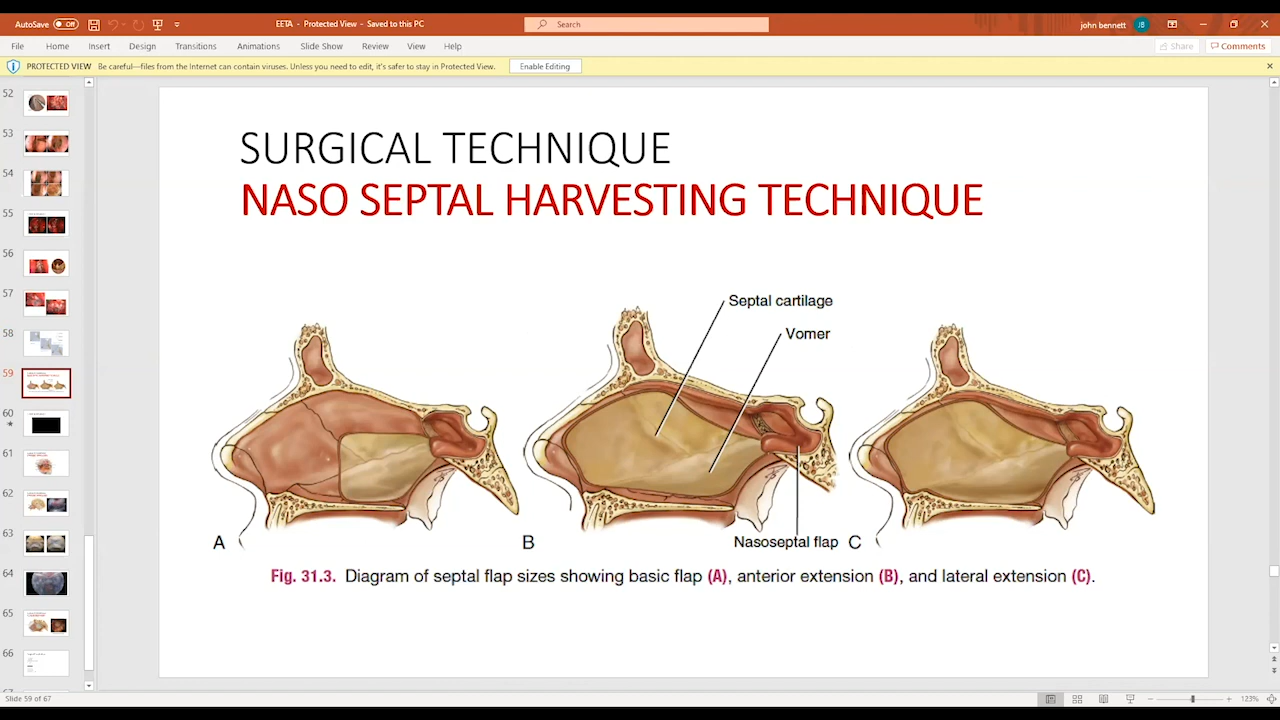 AutoSave Off
EETA - Protected View - Saved to this PC
Search
john bennett JB
File Home Insert Design Transitions Animations Slide Show Review View Help
Share Comments
PROTECTED VIEW Be careful—files from the Internet can contain viruses. Unless you need to edit, it's safer to stay in Protected View. Enable Editing
52
53
54
55
56
57
58
59
60
61
62
63
64
65
66
SURGICAL TECHNIQUE
NASO SEPTAL HARVESTING TECHNIQUE
Septal cartilage
Vomer
A
B
Nasoseptal flap
C
Fig. 31.3. Diagram of septal flap sizes showing basic flap (A), anterior extension (B), and lateral extension (C).
Slide 59 of 67
123%